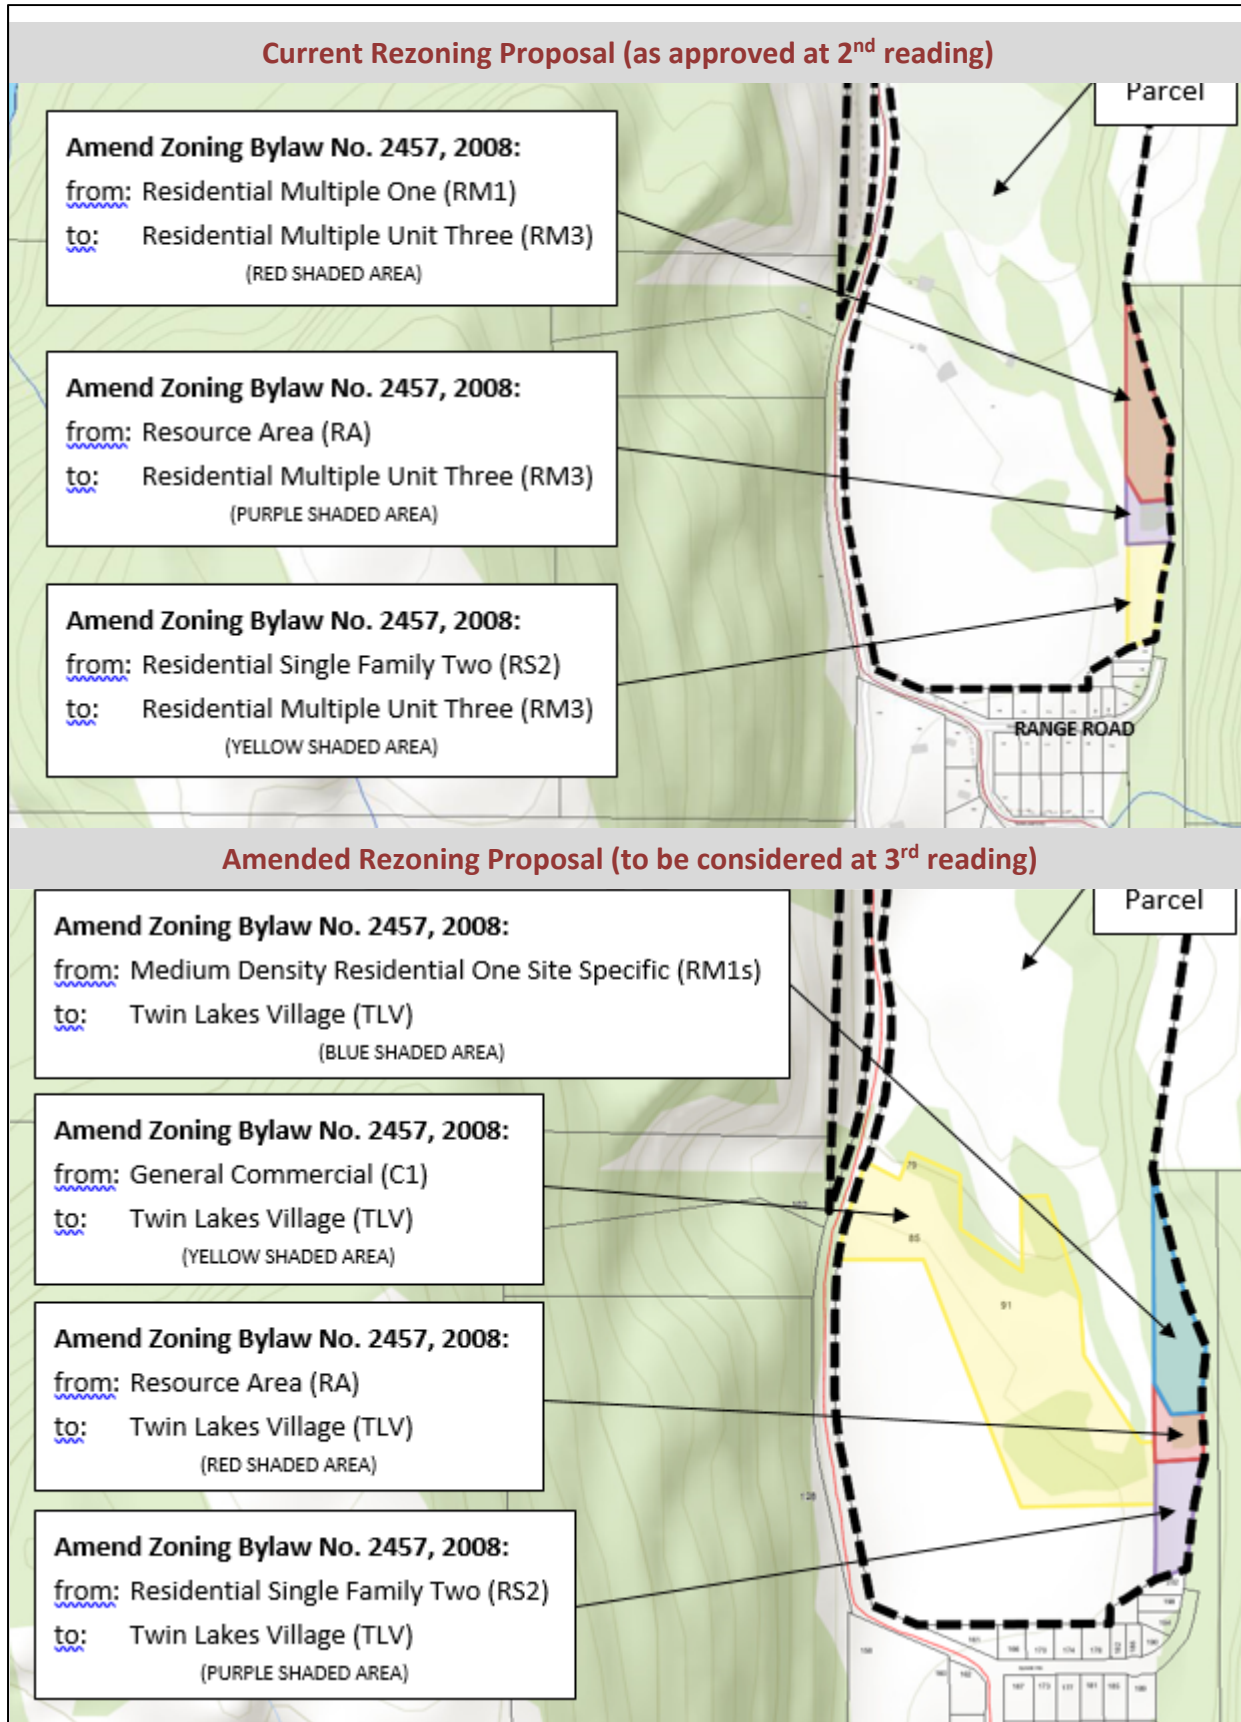 Current Rezoning Proposal (as approved at 2nd reading)
Parcel
Amend Zoning Bylaw No. 2457, 2008:
from: Residential Multiple One (RM1)
to: Residential Multiple Unit Three (RM3)
(RED SHADED AREA)
Amend Zoning Bylaw No. 2457, 2008:
from: Resource Area (RA)
to: Residential Multiple Unit Three (RM3)
(PURPLE SHADED AREA)
Amend Zoning Bylaw No. 2457, 2008:
from: Residential Single Family Two (RS2)
to: Residential Multiple Unit Three (RM3)
(YELLOW SHADED AREA)
RANGE ROAD
Amended Rezoning Proposal (to be considered at 3rd reading)
Parcel
Amend Zoning Bylaw No. 2457, 2008:
from: Medium Density Residential One Site Specific (RM1s)
to: Twin Lakes Village (TLV)
(BLUE SHADED AREA)
Amend Zoning Bylaw No. 2457, 2008:
from: General Commercial (C1)
to: Twin Lakes Village (TLV)
(YELLOW SHADED AREA)
79
85
91
Amend Zoning Bylaw No. 2457, 2008:
from: Resource Area (RA)
to: Twin Lakes Village (TLV)
(RED SHADED AREA)
128
Amend Zoning Bylaw No. 2457, 2008:
from: Residential Single Family Two (RS2)
to: Twin Lakes Village (TLV)
(PURPLE SHADED AREA)